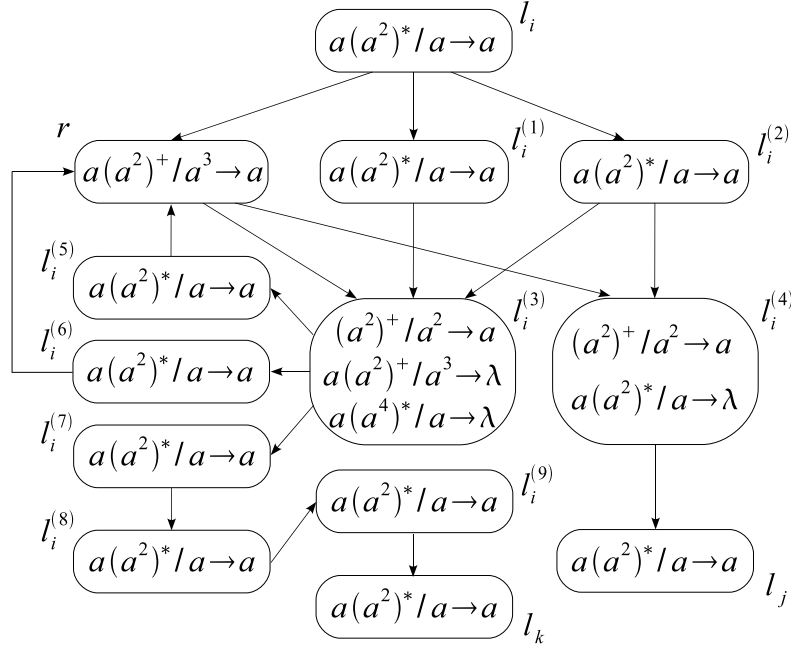 l_i
a(a^2)^*/a→a
r
a(a^2)^+/a^3→a
l_i^{(1)}
a(a^2)^*/a→a
l_i^{(2)}
a(a^2)^*/a→a
l_i^{(5)}
a(a^2)^*/a→a
l_i^{(3)}
(a^2)^+/a^2→a
a(a^2)^+/a^3→λ
a(a^4)^*/a→λ
l_i^{(4)}
(a^2)^+/a^2→a
a(a^2)^*/a→λ
l_i^{(6)}
a(a^2)^*/a→a
l_i^{(7)}
a(a^2)^*/a→a
l_i^{(8)}
a(a^2)^*/a→a
l_i^{(9)}
a(a^2)^*/a→a
a(a^2)^*/a→a
l_j
a(a^2)^*/a→a
l_k